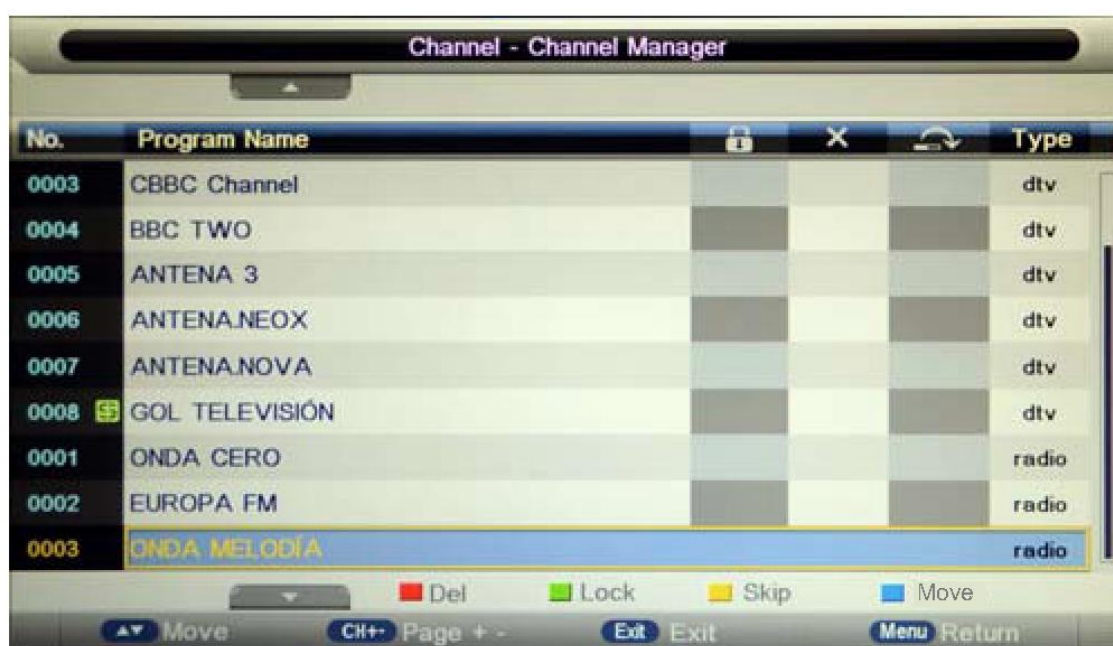 Channel - Channel Manager
No. Program Name Type
0003 CBBC Channel dtv
0004 BBC TWO dtv
0005 ANTENA 3 dtv
0006 ANTENA.NEOX dtv
0007 ANTENA.NOVA dtv
0008 $ GOL TELEVISIÓN dtv
0001 ONDA CERO radio
0002 EUROPA FM radio
0003 ONDA MELODÍA radio
Del Lock Skip Move
Move CH+- Page + - Exit Exit Menu Return